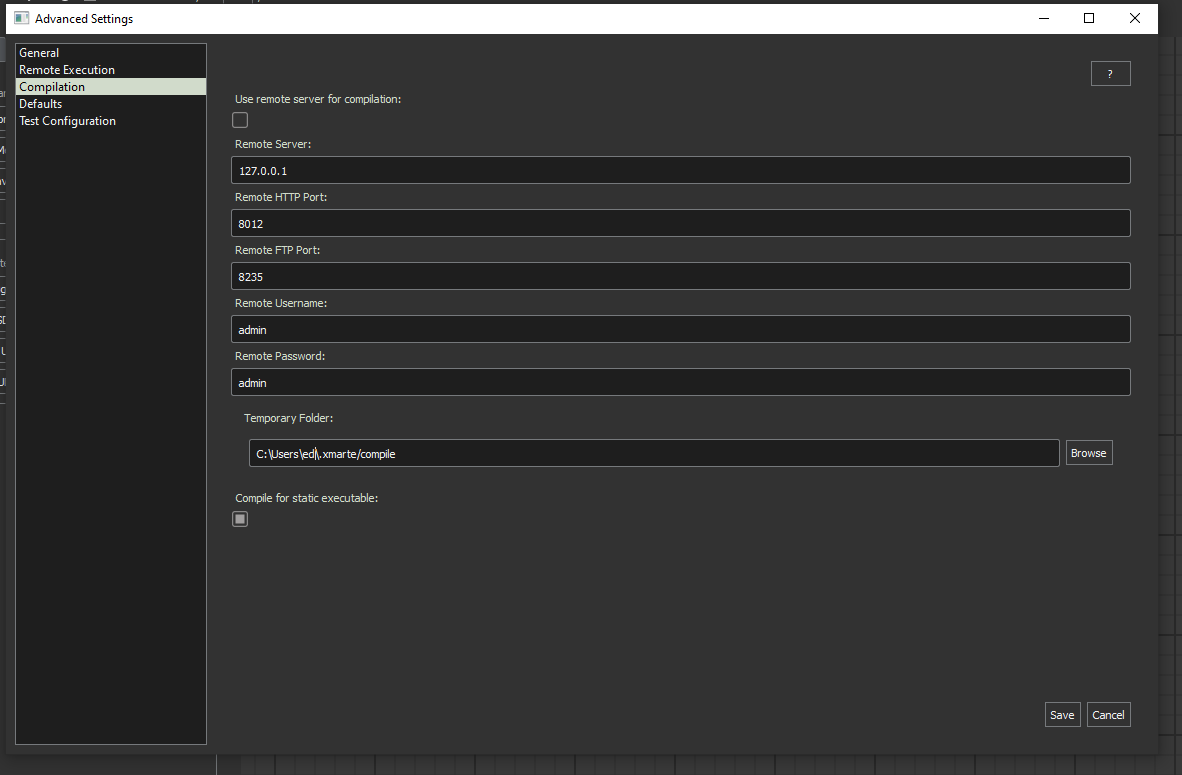 Advanced Settings
General
Remote Execution
Compilation
Defaults
Test Configuration
?
Use remote server for compilation:
Remote Server:
127.0.0.1
Remote HTTP Port:
8012
Remote FTP Port:
8235
Remote Username:
admin
Remote Password:
admin
Temporary Folder:
C:\Users\ed\.xmarte/compile
Browse
Compile for static executable:
Save
Cancel